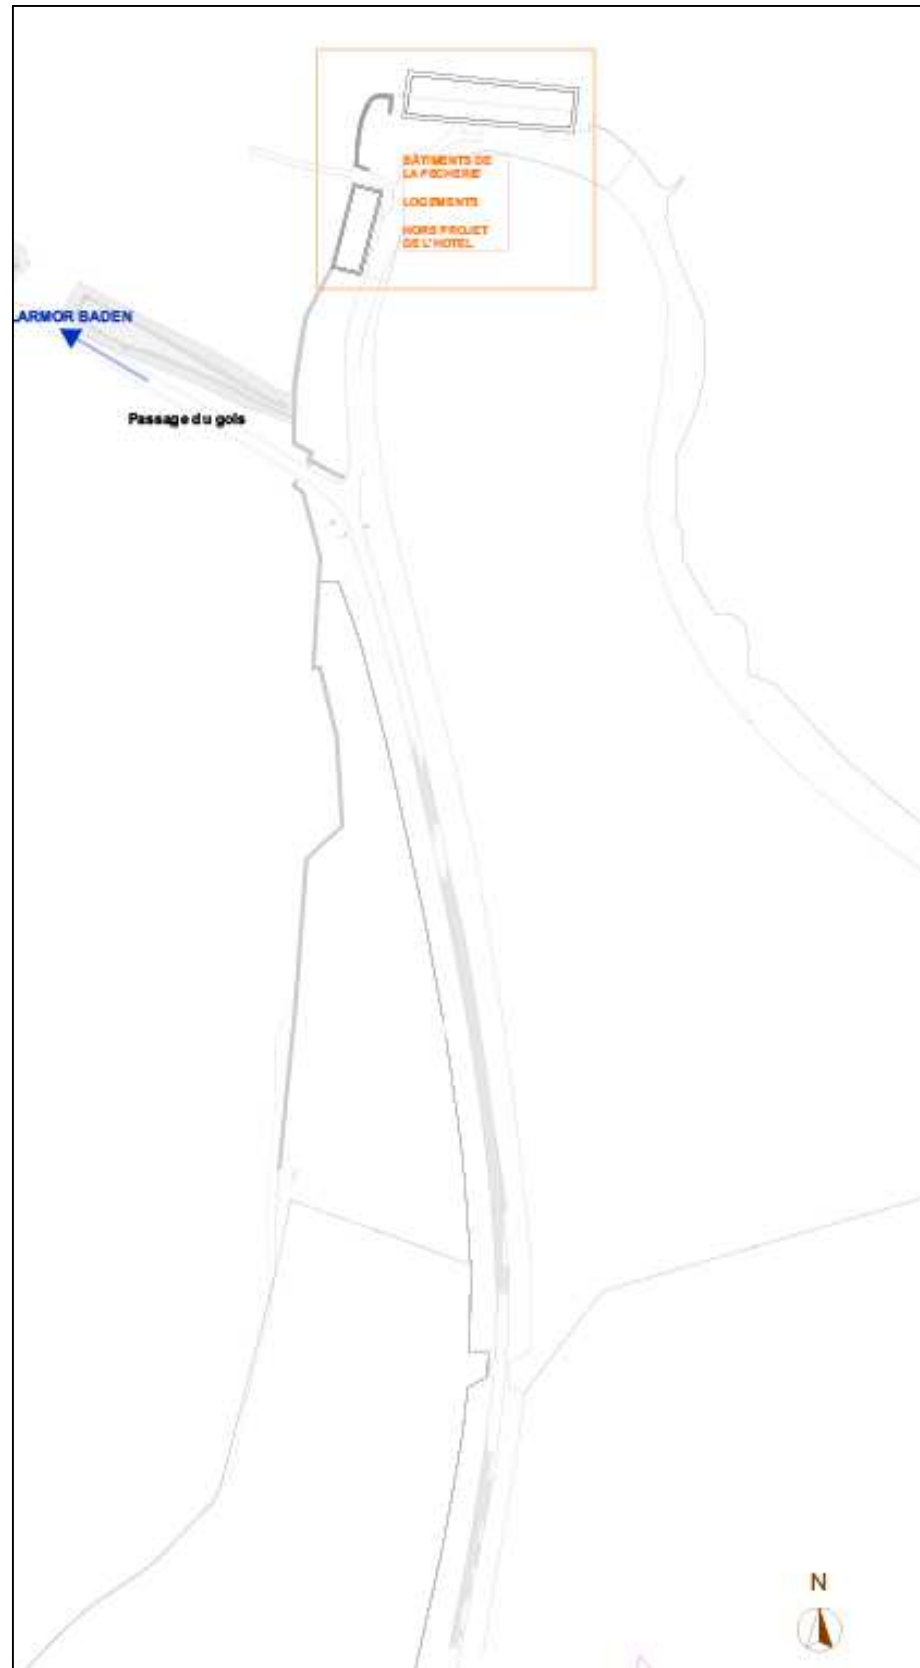 BÂTIMENTS DE
LA PECHERIE
LOGEMENTS
HORS PROJET
DE L'HOTEL
LARMOR BADEN
Passage du gois
N